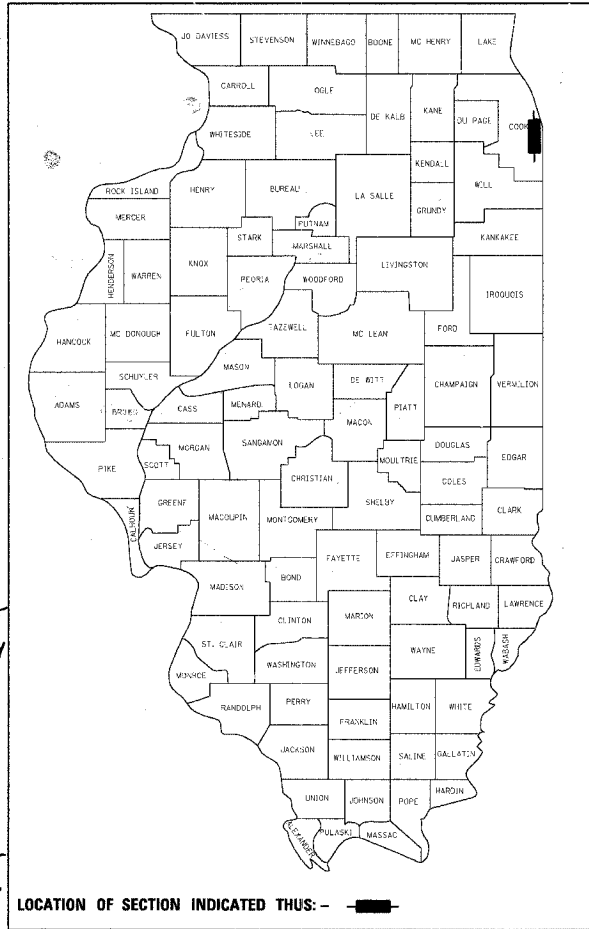 JO DAVIESS STEVENSON WINNEBAGO BOONE MC HENRY LAKE
CARROLL OGLE DE KALB KANE DU PAGE COOK
WHITESIDE LEE
KENDALL WILL
ROCK ISLAND HENRY BUREAU LA SALLE GRUNDY
MERCER PUTNAM
STARK MARSHALL KANKAKEE
HENDERSON WARREN KNOX PEORIA WOODFORD LIVINGSTON IROQUOIS
HANCOCK MC DONOUGH FULTON TAZEWELL MC LEAN FORD
SCHUYLER MASON
ADAMS BROWN CASS MENARD LOGAN DE WITT PIATT CHAMPAIGN VERMILION
MACON
PIKE SCOTT MORGAN SANGAMON CHRISTIAN MOULTRIE DOUGLAS EDGAR
COLES
CALHOUN GREENE MACOUPIN MONTGOMERY SHELBY CUMBERLAND CLARK
JERSEY
FAYETTE EFFINGHAM JASPER CRAWFORD
MADISON BOND
CLAY RICHLAND LAWRENCE
CLINTON MARION
ST. CLAIR WAYNE EDWARDS WABASH
WASHINGTON JEFFERSON
MONROE
RANDOLPH PERRY HAMILTON WHITE
FRANKLIN
JACKSON WILLIAMSON SALINE GALLATIN
UNION JOHNSON POPE HARDIN
ALEXANDER PULASKI MASSAC
LOCATION OF SECTION INDICATED THUS: -